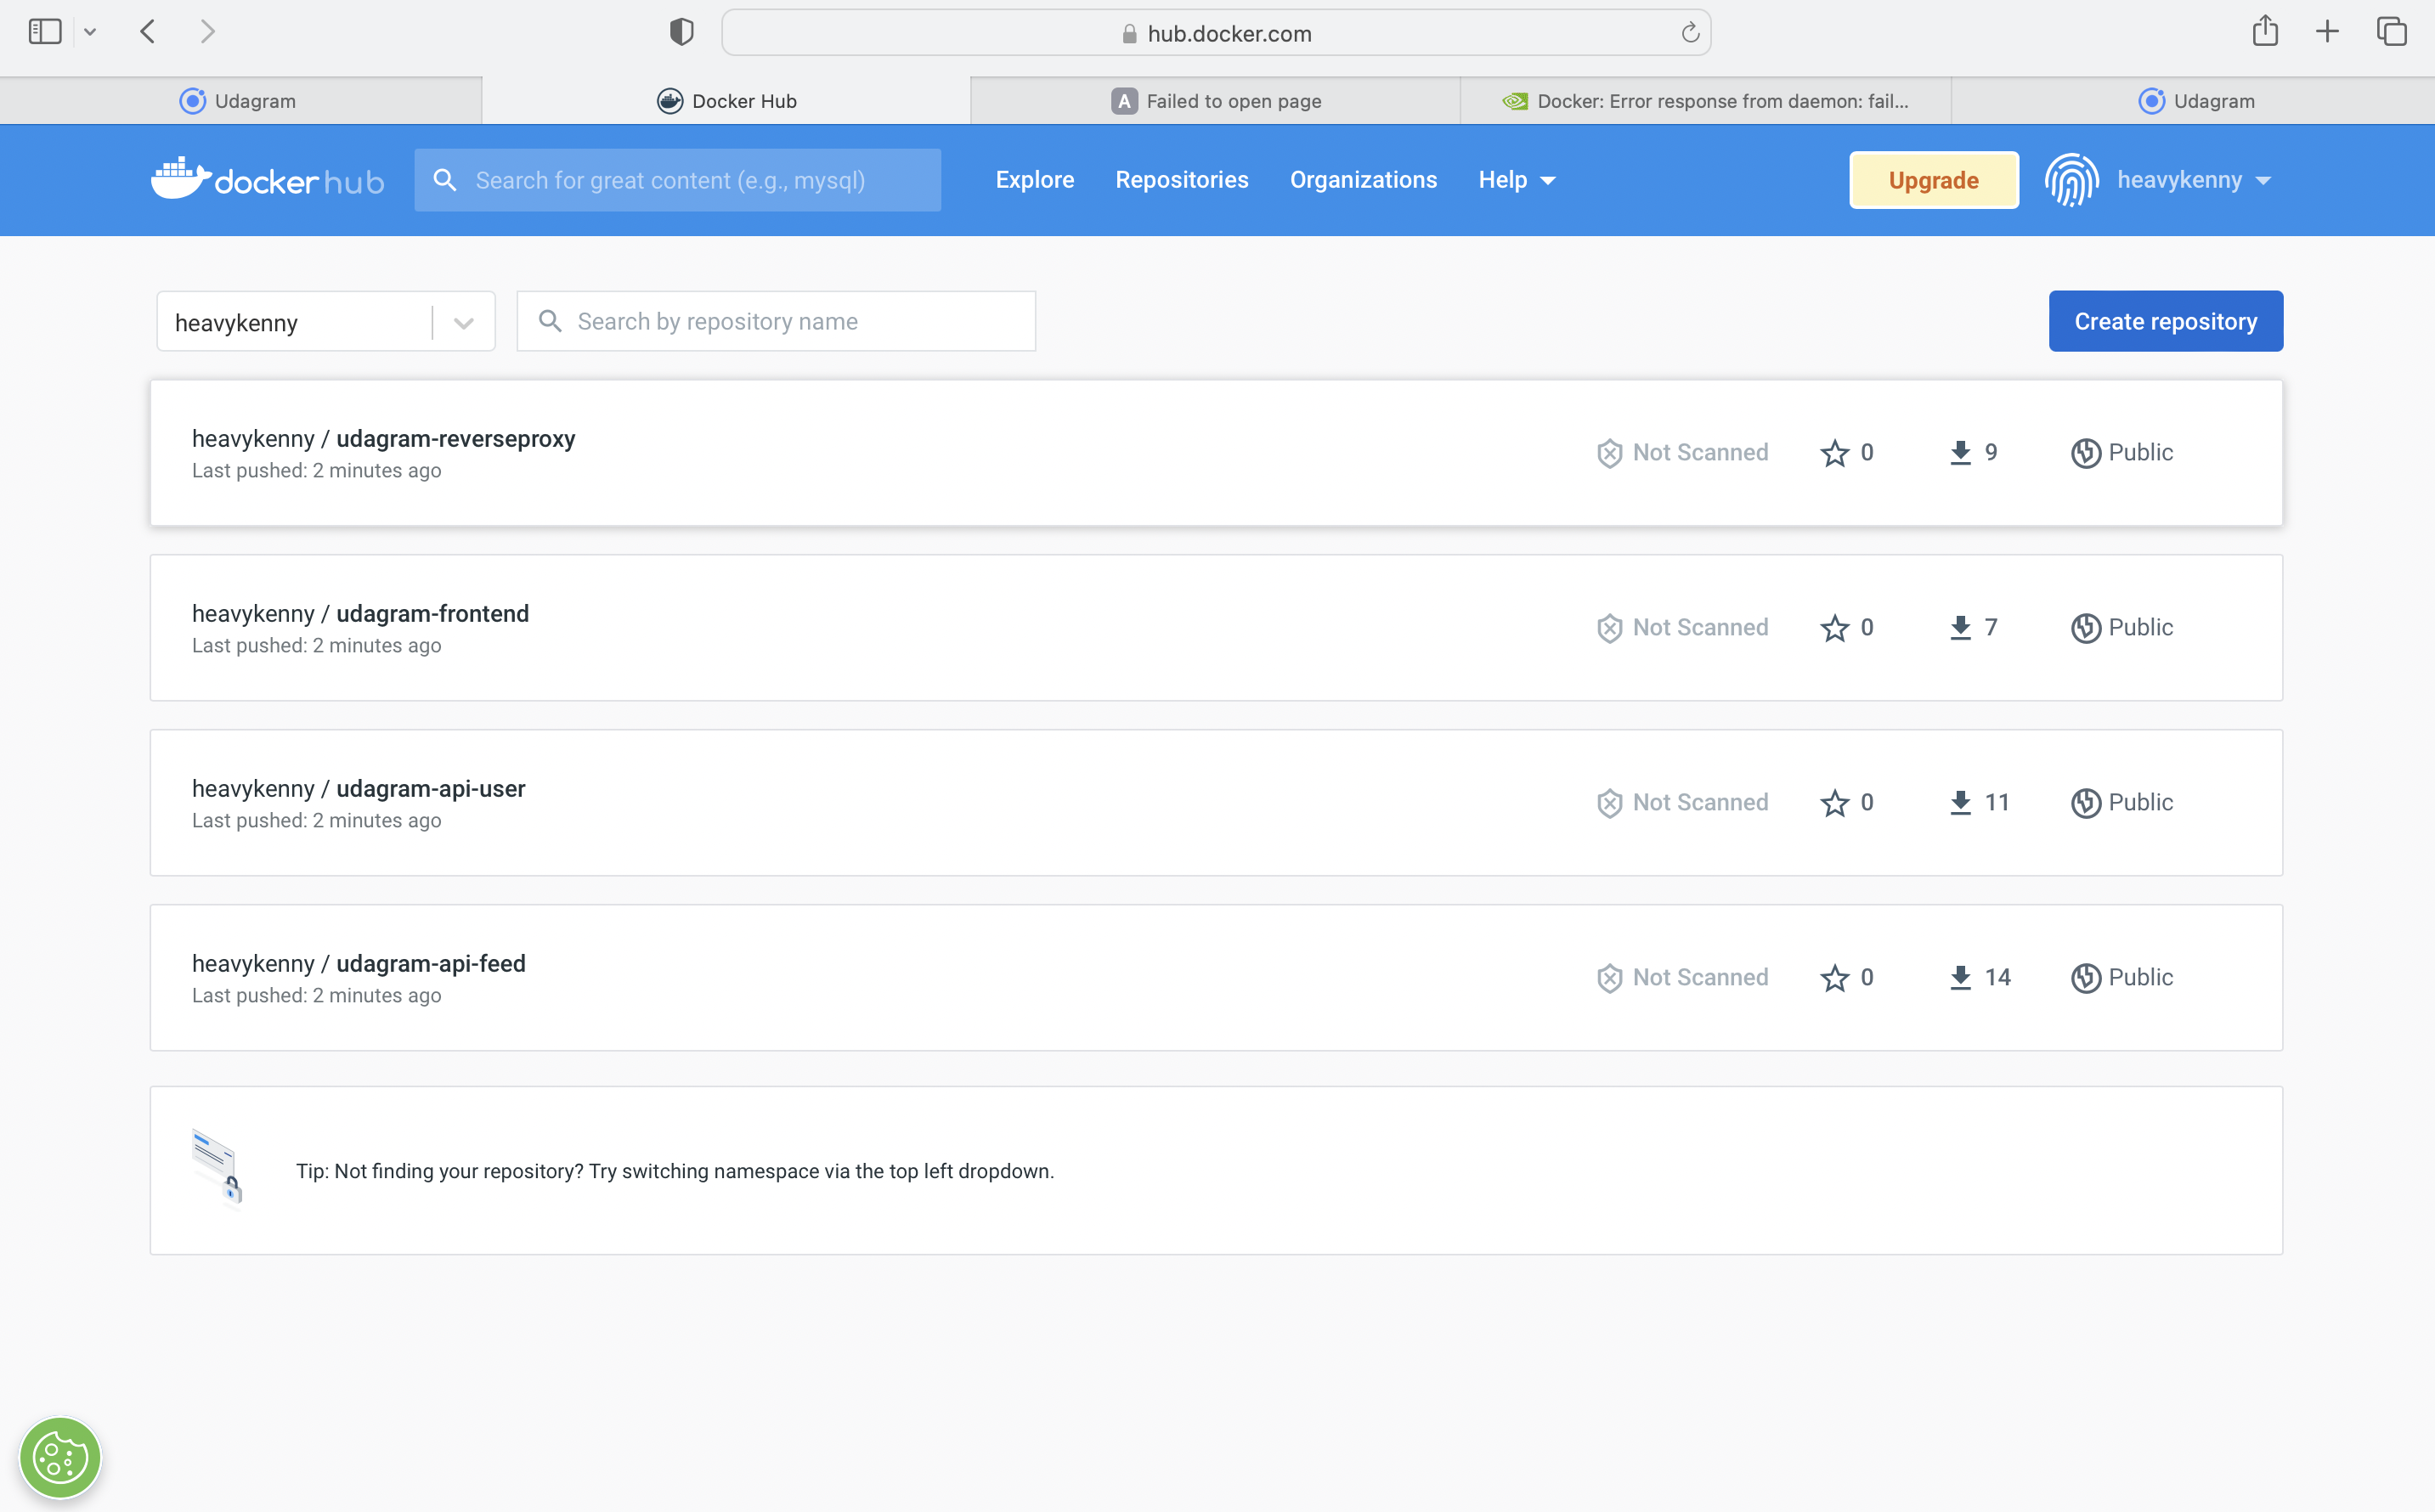 hub.docker.com
Udagram
Docker Hub
A Failed to open page
Docker: Error response from daemon: fail...
Udagram
docker hub
Search for great content (e.g., mysql)
Explore
Repositories
Organizations
Help
Upgrade
heavykenny
heavykenny
Search by repository name
Create repository
heavykenny / udagram-reverseproxy
Last pushed: 2 minutes ago
Not Scanned
0
9
Public
heavykenny / udagram-frontend
Last pushed: 2 minutes ago
Not Scanned
0
7
Public
heavykenny / udagram-api-user
Last pushed: 2 minutes ago
Not Scanned
0
11
Public
heavykenny / udagram-api-feed
Last pushed: 2 minutes ago
Not Scanned
0
14
Public
Tip: Not finding your repository? Try switching namespace via the top left dropdown.